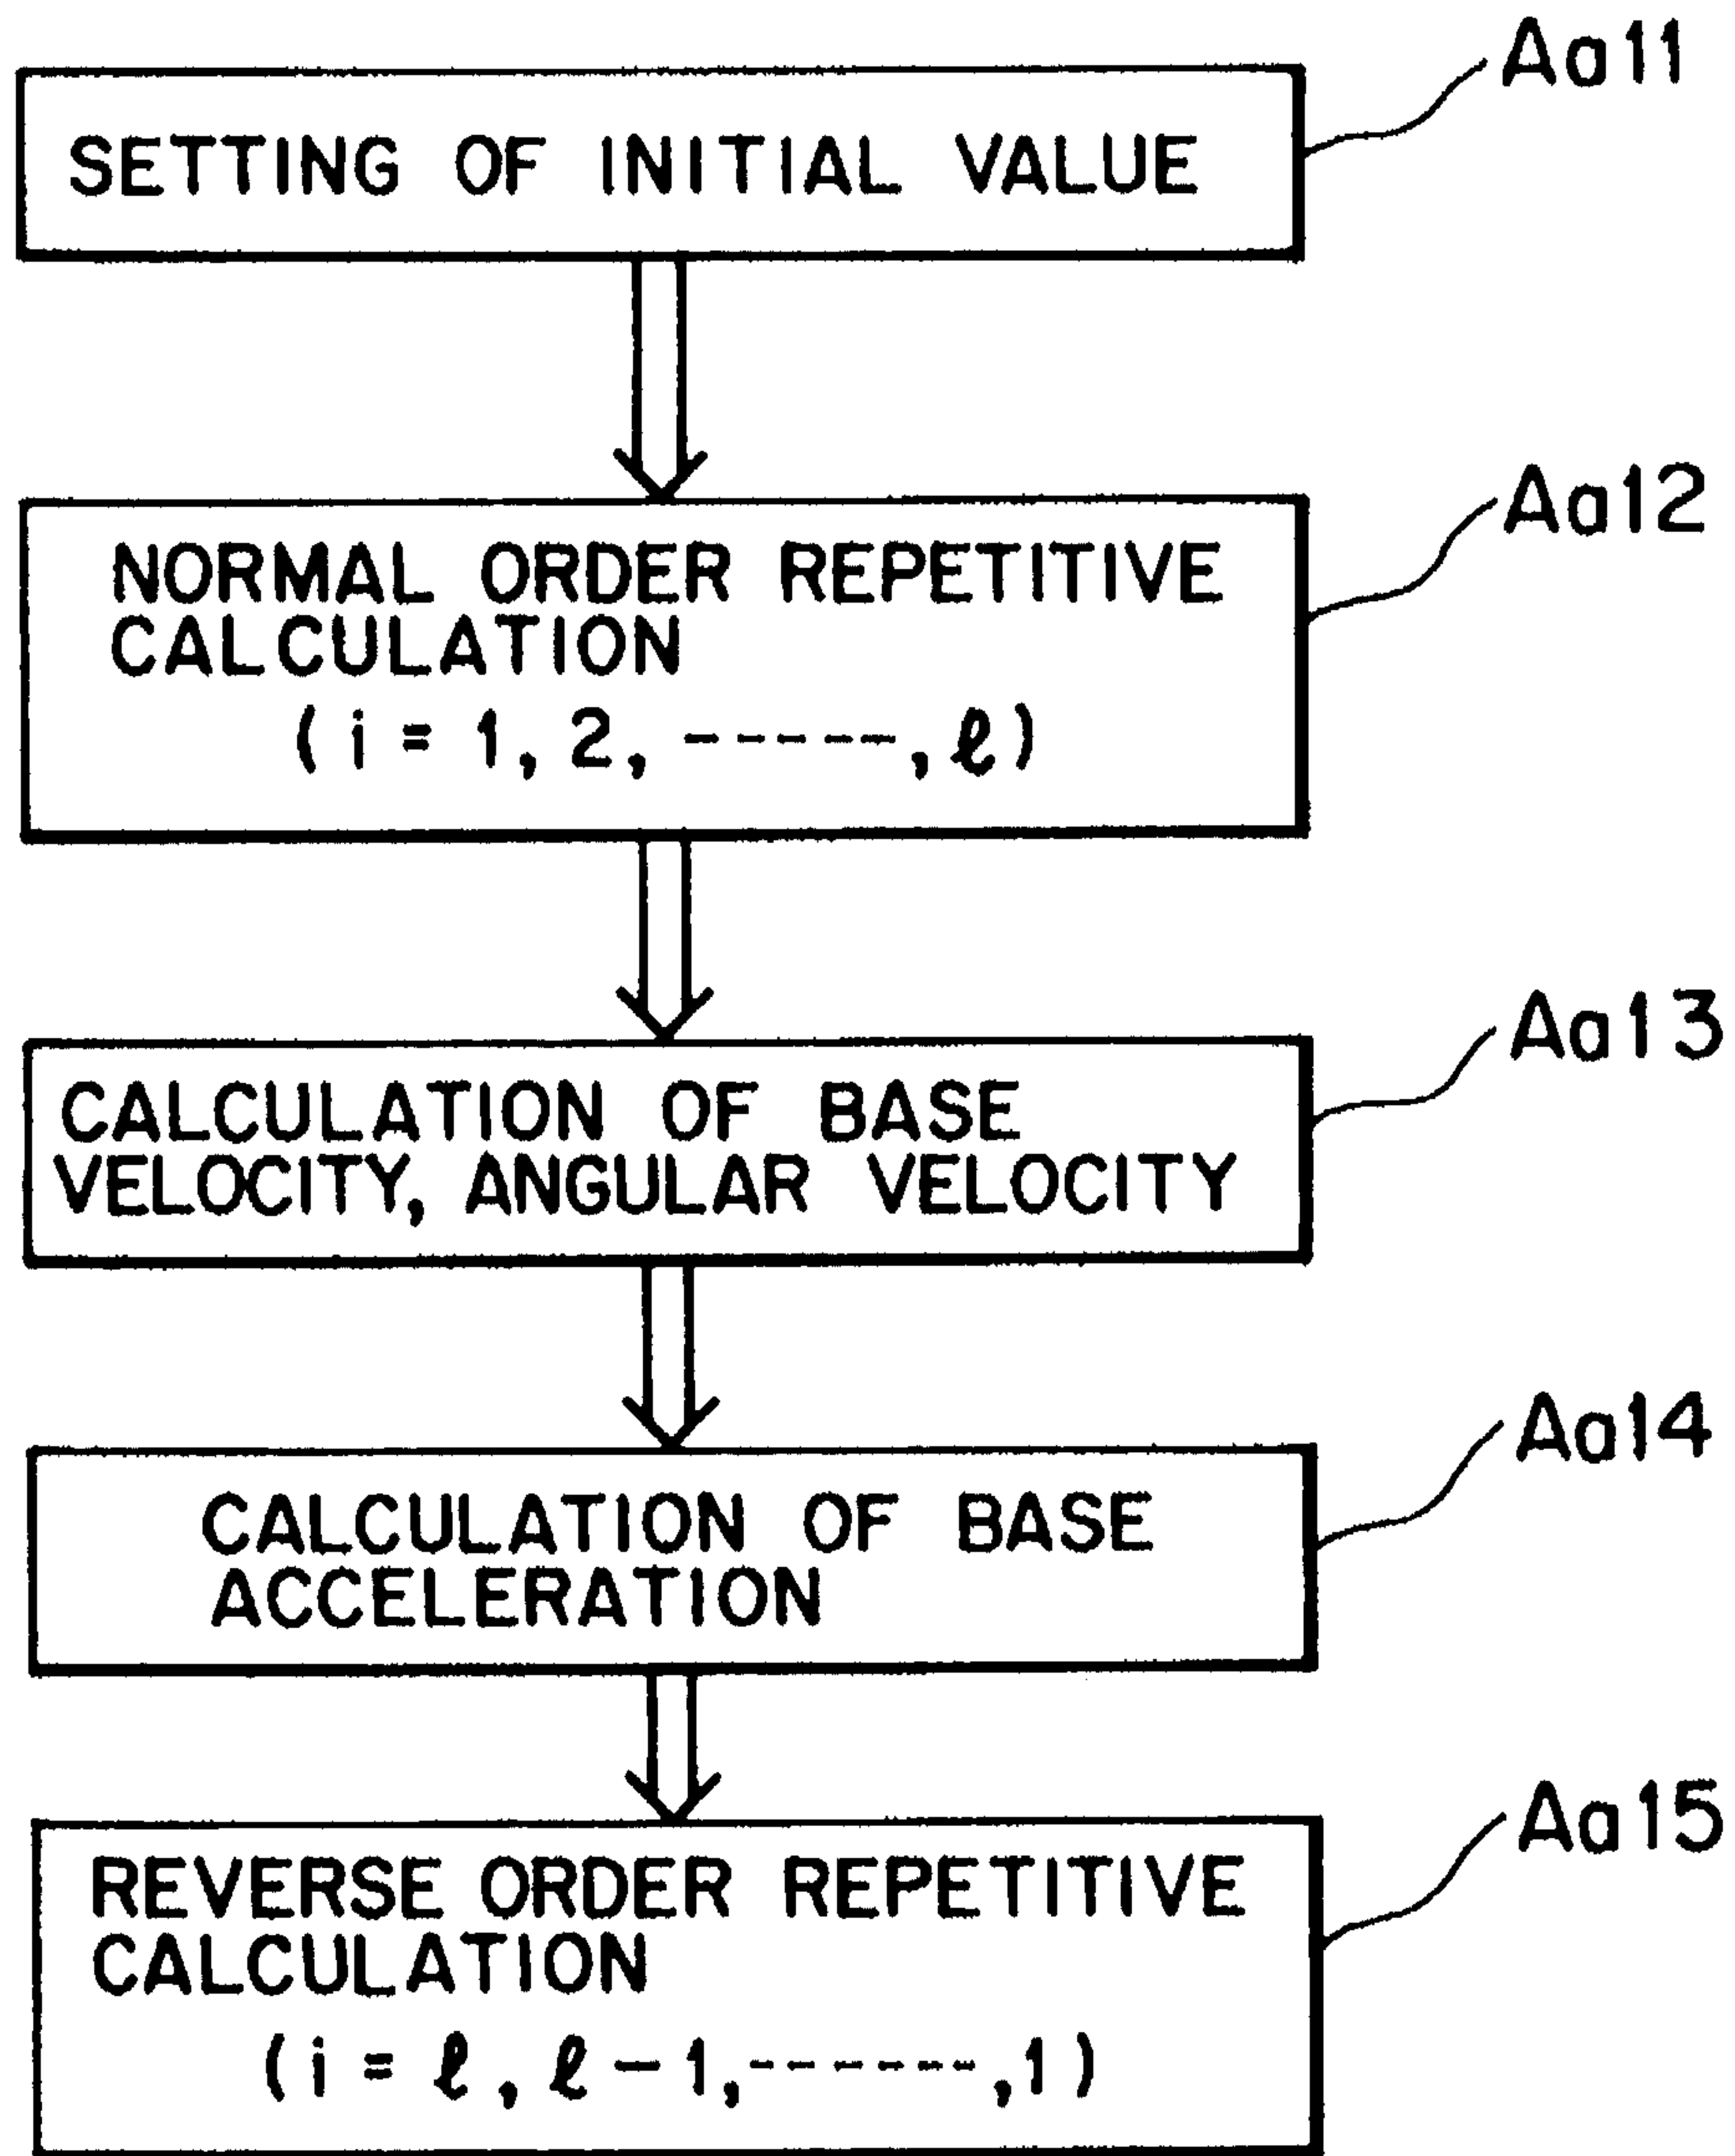 Aa11
SETTING OF INITIAL VALUE
Aa12
NORMAL ORDER REPETITIVE
CALCULATION
( i = 1, 2, -----, ℓ)
Aa13
CALCULATION OF BASE
VELOCITY, ANGULAR VELOCITY
Aa14
CALCULATION OF BASE
ACCELERATION
Aa15
REVERSE ORDER REPETITIVE
CALCULATION
( i = ℓ, ℓ - 1, ------, 1 )